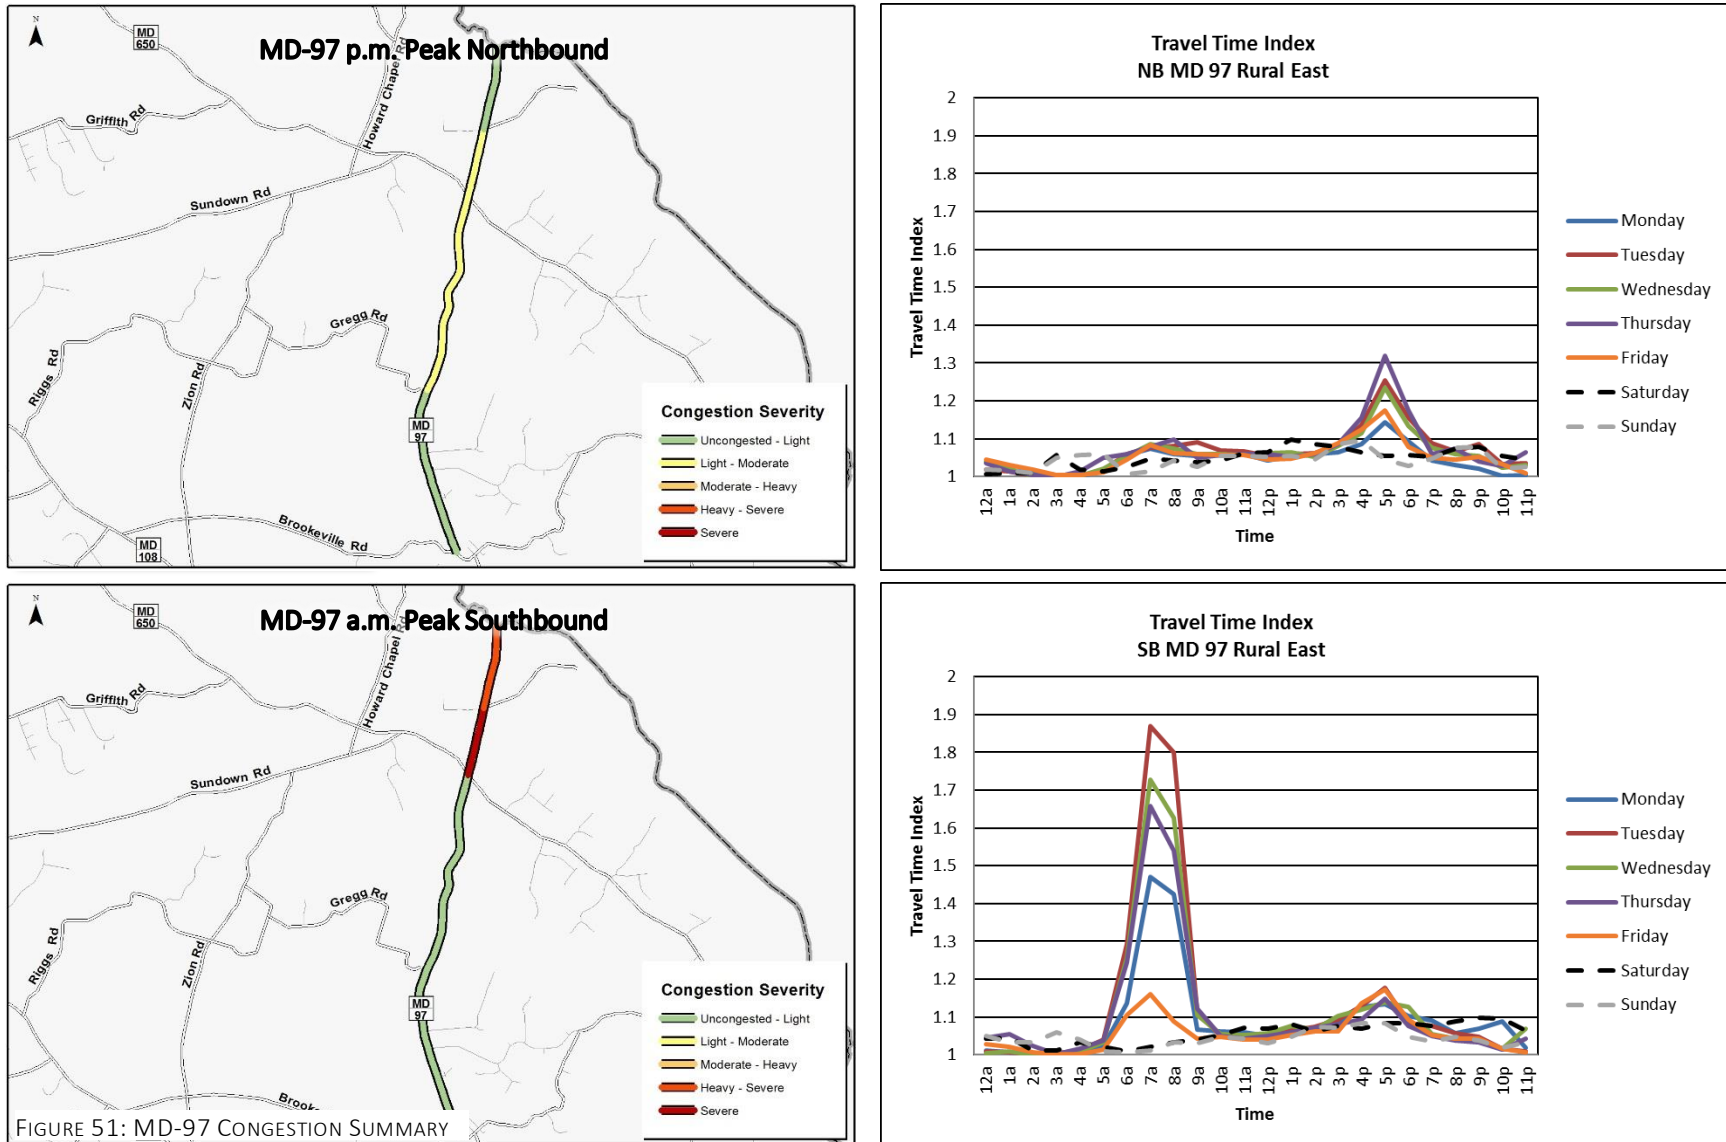 N
MD
650
MD-97 p.m. Peak Northbound
Howard Chapel Rd
Griffith Rd
Sundown Rd
Gregg Rd
Riggs Rd
Zion Rd
MD
97
Brookeville Rd
MD
108
Congestion Severity
Uncongested - Light
Light - Moderate
Moderate - Heavy
Heavy - Severe
Severe
Travel Time Index
NB MD 97 Rural East
Travel Time Index
2
1.9
1.8
1.7
1.6
1.5
1.4
1.3
1.2
1.1
1
12a 1a 2a 3a 4a 5a 6a 7a 8a 9a 10a 11a 12p 1p 2p 3p 4p 5p 6p 7p 8p 9p 10p 11p
Time
Monday
Tuesday
Wednesday
Thursday
Friday
Saturday
Sunday
N
MD
650
MD-97 a.m. Peak Southbound
Howard Chapel Rd
Griffith Rd
Sundown Rd
Gregg Rd
Riggs Rd
Zion Rd
MD
97
Brooke
Congestion Severity
Uncongested - Light
Light - Moderate
Moderate - Heavy
Heavy - Severe
Severe
FIGURE 51: MD-97 CONGESTION SUMMARY
Travel Time Index
SB MD 97 Rural East
Travel Time Index
2
1.9
1.8
1.7
1.6
1.5
1.4
1.3
1.2
1.1
1
12a 1a 2a 3a 4a 5a 6a 7a 8a 9a 10a 11a 12p 1p 2p 3p 4p 5p 6p 7p 8p 9p 10p 11p
Time
Monday
Tuesday
Wednesday
Thursday
Friday
Saturday
Sunday